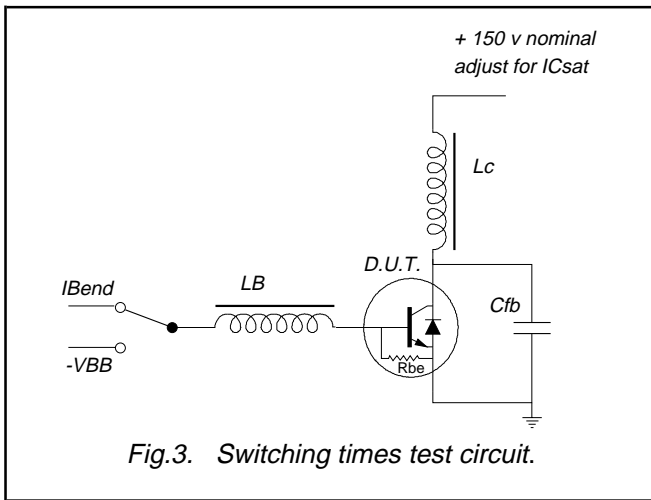 + 150 v nominal
adjust for ICsat
Lc
D.U.T.
LB
IBend
Cfb
-VBB
Rbe
Fig.3. Switching times test circuit.